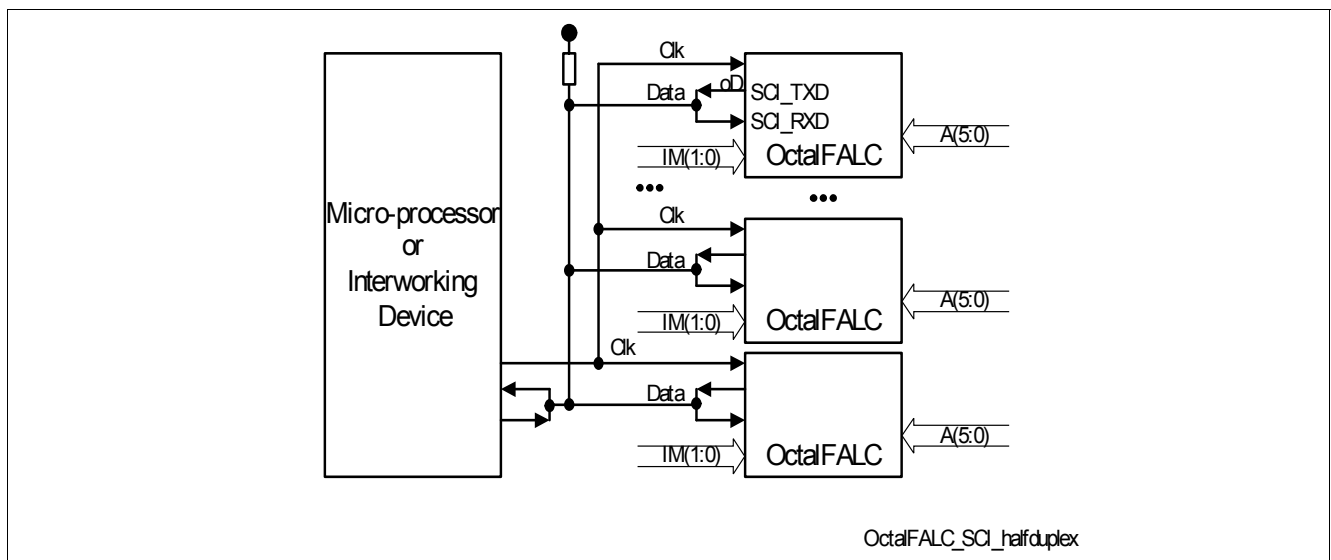 Clk
oD
SCI_TXD
Data
SCI_RXD
A(5:0)
IM(1:0)
OctalFALC
•••
•••
Clk
Micro-processor
or
Interworking
Device
Data
A(5:0)
IM(1:0)
OctalFALC
Clk
Data
A(5:0)
IM(1:0)
OctalFALC
OctalFALC_SCI_halfduplex